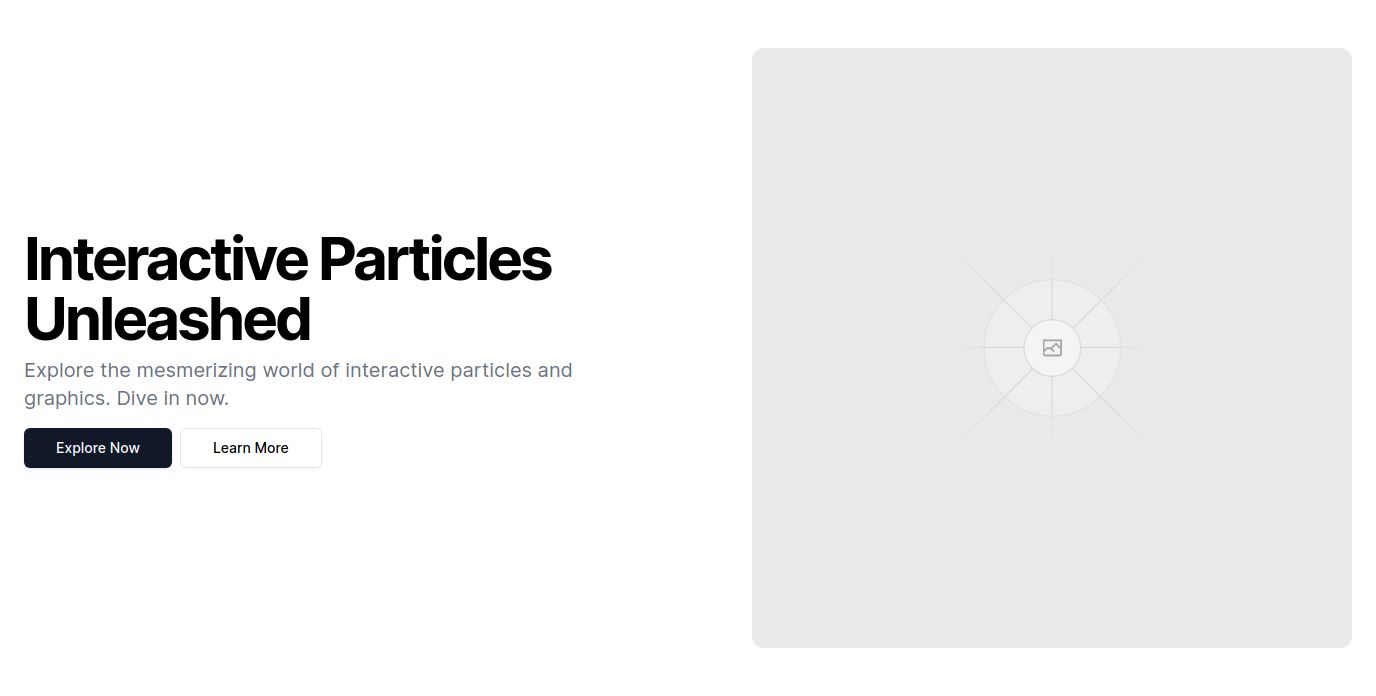 Interactive Particles
Unleashed
Explore the mesmerizing world of interactive particles and
graphics. Dive in now.
Explore Now
Learn More